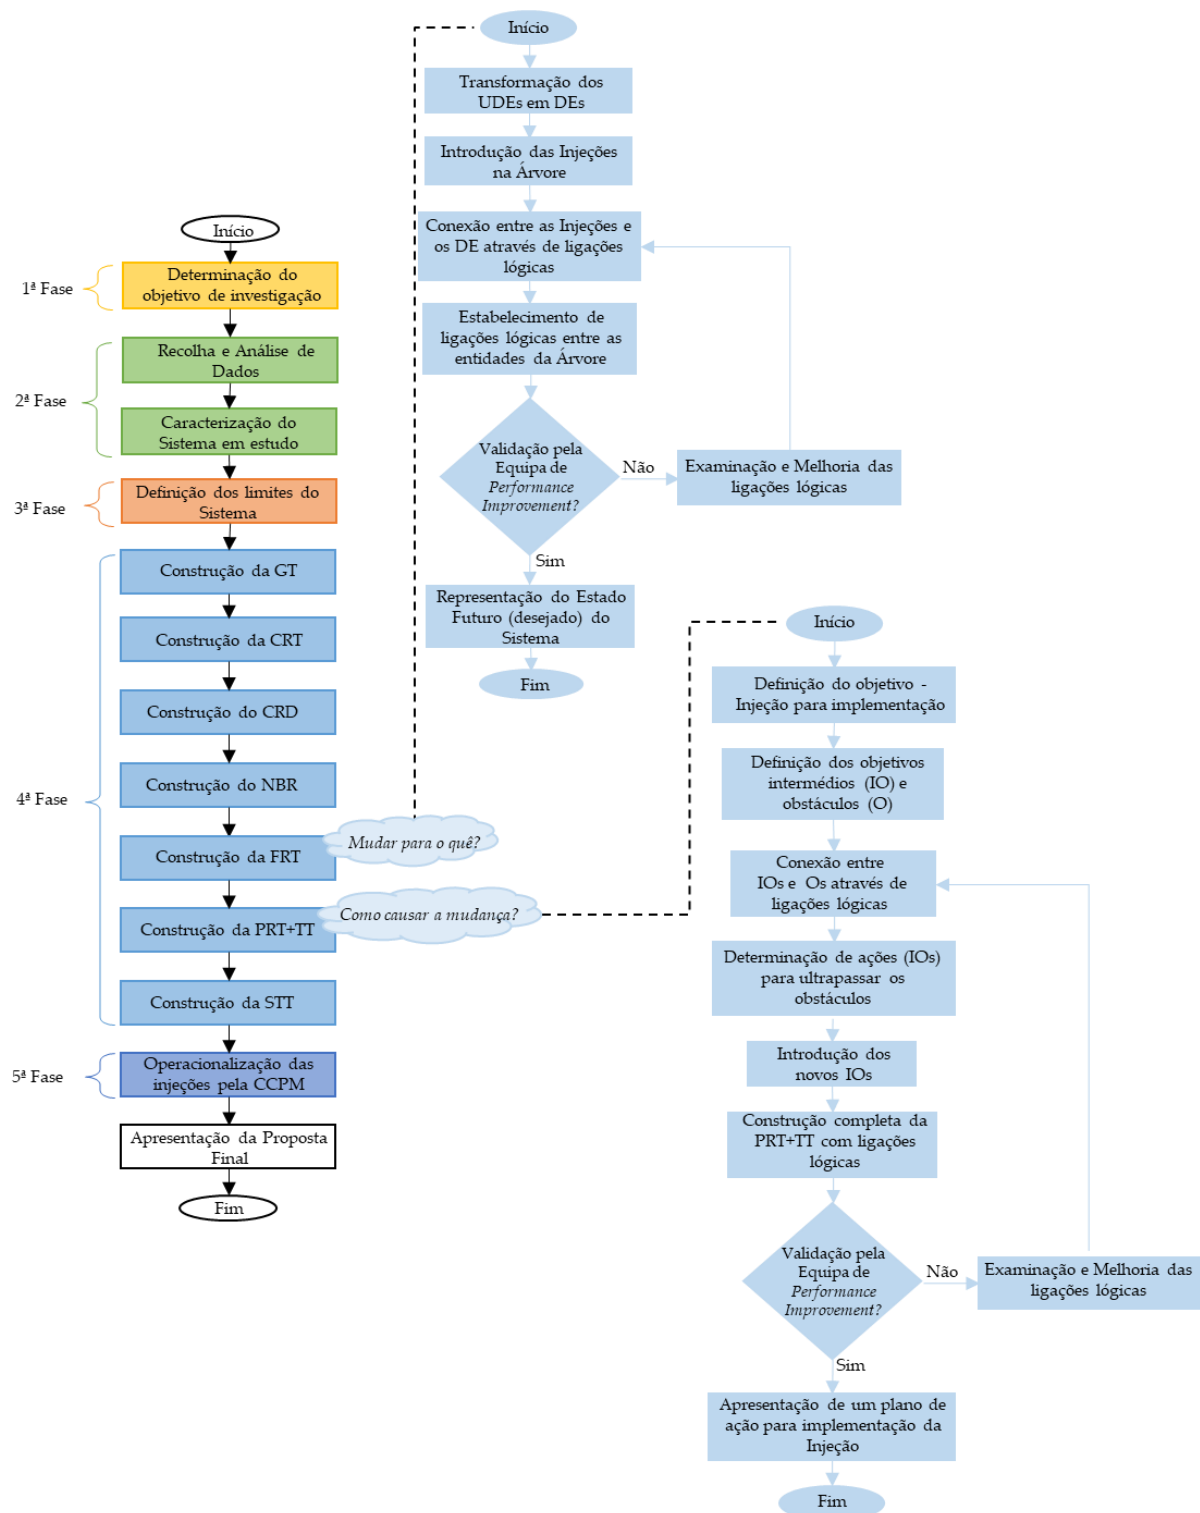 Início
Determinação do
objetivo de investigação
1ª Fase
Recolha e Análise de
Dados
2ª Fase
Caracterização do
Sistema em estudo
Definição dos limites do
Sistema
3ª Fase
Construção da GT
Construção da CRT
Construção do CRD
Construção do NBR
4ª Fase
Construção da FRT
Mudar para o quê?
Construção da PRT+TT
Como causar a mudança?
Construção da STT
Operacionalização das
injeções pela CCPM
5ª Fase
Apresentação da Proposta
Final
Fim
Início
Transformação dos
UDEs em DEs
Introdução das Injeções
na Árvore
Conexão entre as Injeções e
os DE através de ligações
lógicas
Estabelecimento de
ligações lógicas entre as
entidades da Árvore
Validação pela
Equipa de
Performance
Improvement?
Não
Examinação e Melhoria das
ligações lógicas
Sim
Representação do Estado
Futuro (desejado) do
Sistema
Fim
Início
Definição do objetivo -
Injeção para implementação
Definição dos objetivos
intermédios (IO) e
obstáculos (O)
Conexão entre
IOs e Os através de
ligações lógicas
Determinação de ações (IOs)
para ultrapassar os
obstáculos
Introdução dos
novos IOs
Construção completa da
PRT+TT com ligações
lógicas
Validação pela
Equipa de
Performance
Improvement?
Não
Examinação e Melhoria das
ligações lógicas
Sim
Apresentação de um plano de
ação para implementação da
Injeção
Fim